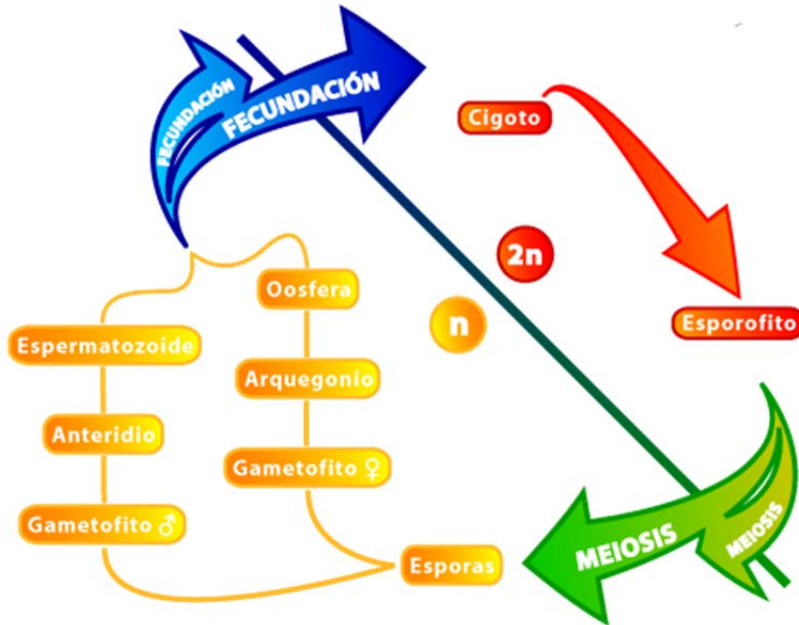 FECUNDACIÓN
FECUNDACIÓN
Cigoto
2n
n
Oosfera
Espermatozoide
Esporofito
Arquegonio
Anteridio
Gametofito ♀
Gametofito ♂
MEIOSIS
MEIOSIS
Esporas